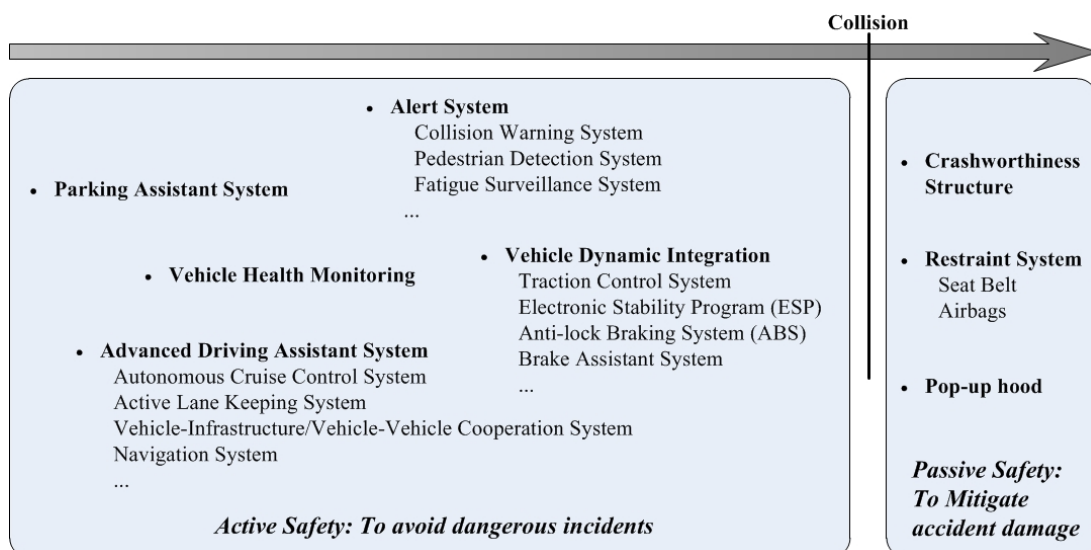 Collision
• Alert System
Collision Warning System
Pedestrian Detection System
Fatigue Surveillance System
...
• Parking Assistant System
• Vehicle Health Monitoring
• Vehicle Dynamic Integration
Traction Control System
Electronic Stability Program (ESP)
Anti-lock Braking System (ABS)
Brake Assistant System
...
• Advanced Driving Assistant System
Autonomous Cruise Control System
Active Lane Keeping System
Vehicle-Infrastructure/Vehicle-Vehicle Cooperation System
Navigation System
...
Active Safety: To avoid dangerous incidents
• Crashworthiness
Structure
• Restraint System
Seat Belt
Airbags
• Pop-up hood
Passive Safety:
To Mitigate
accident damage